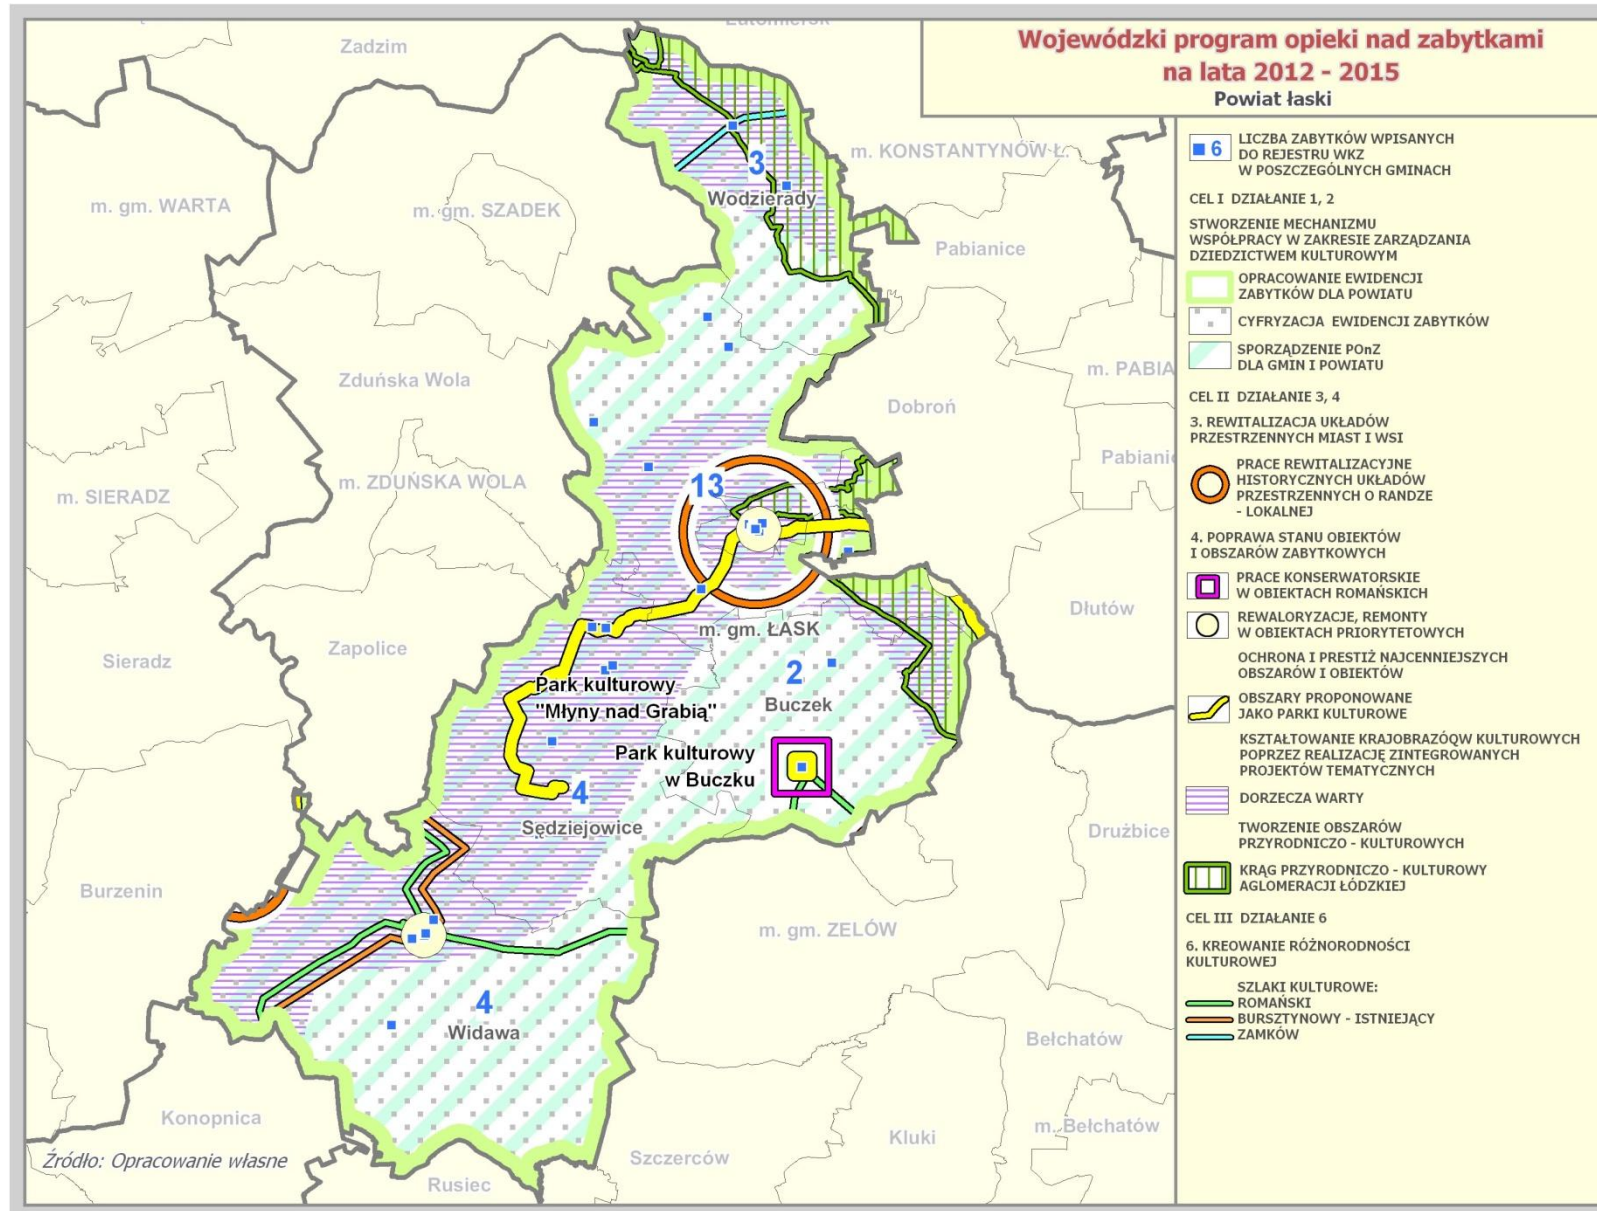 Wojewódzki program opieki nad zabytkami
na lata 2012 - 2015
Powiat łaski
Zadzim
m. KONSTANTYNÓW Ł.
m. gm. WARTA
m. gm. SZADEK
3
Wodzierady
Pabianice
Zduńska Wola
m. PABIA
Dobroń
m. SIERADZ
m. ZDUŃSKA WOLA
13
Pabiani
Dłutów
Sieradz
Zapolice
m. gm. ŁASK
2
Buczek
Park kulturowy
"Młyny nad Grabią"
Park kulturowy
w Buczku
4
Sędziejowice
Drużbice
Burzenin
m. gm. ZELÓW
4
Widawa
Bełchatów
Konopnica
Kluki
m. Bełchatów
Szczerców
Rusiec
Źródło: Opracowanie własne
6 LICZBA ZABYTKÓW WPISANYCH
DO REJESTRU WKZ
W POSZCZEGÓLNYCH GMINACH
CEL I DZIAŁANIE 1, 2
STWORZENIE MECHANIZMU
WSPÓŁPRACY W ZAKRESIE ZARZĄDZANIA
DZIEDZICTWEM KULTUROWYM
OPRACOWANIE EWIDENCJI
ZABYTKÓW DLA POWIATU
CYFRYZACJA EWIDENCJI ZABYTKÓW
SPORZĄDZENIE POnZ
DLA GMIN I POWIATU
CEL II DZIAŁANIE 3, 4
3. REWITALIZACJA UKŁADÓW
PRZESTRZENNYCH MIAST I WSI
PRACE REWITALIZACYJNE
HISTORYCZNYCH UKŁADÓW
PRZESTRZENNYCH O RANDZE
- LOKALNEJ
4. POPRAWA STANU OBIEKTÓW
I OBSZARÓW ZABYTKOWYCH
PRACE KONSERWATORSKIE
W OBIEKTACH ROMAŃSKICH
REWALORYZACJE, REMONTY
W OBIEKTACH PRIORYTETOWYCH
OCHRONA I PRESTIŻ NAJCENNIEJSZYCH
OBSZARÓW I OBIEKTÓW
OBSZARY PROPONOWANE
JAKO PARKI KULTUROWE
KSZTAŁTOWANIE KRAJOBRAZÓQW KULTUROWYCH
POPRZEZ REALIZACJĘ ZINTEGROWANYCH
PROJEKTÓW TEMATYCZNYCH
DORZECZA WARTY
TWORZENIE OBSZARÓW
PRZYRODNICZO - KULTUROWYCH
KRĄG PRZYRODNICZO - KULTUROWY
AGLOMERACJI ŁÓDZKIEJ
CEL III DZIAŁANIE 6
6. KREOWANIE RÓŻNORODNOŚCI
KULTUROWEJ
SZLAKI KULTUROWE:
ROMAŃSKI
BURSZTYNOWY - ISTNIEJĄCY
ZAMKÓW